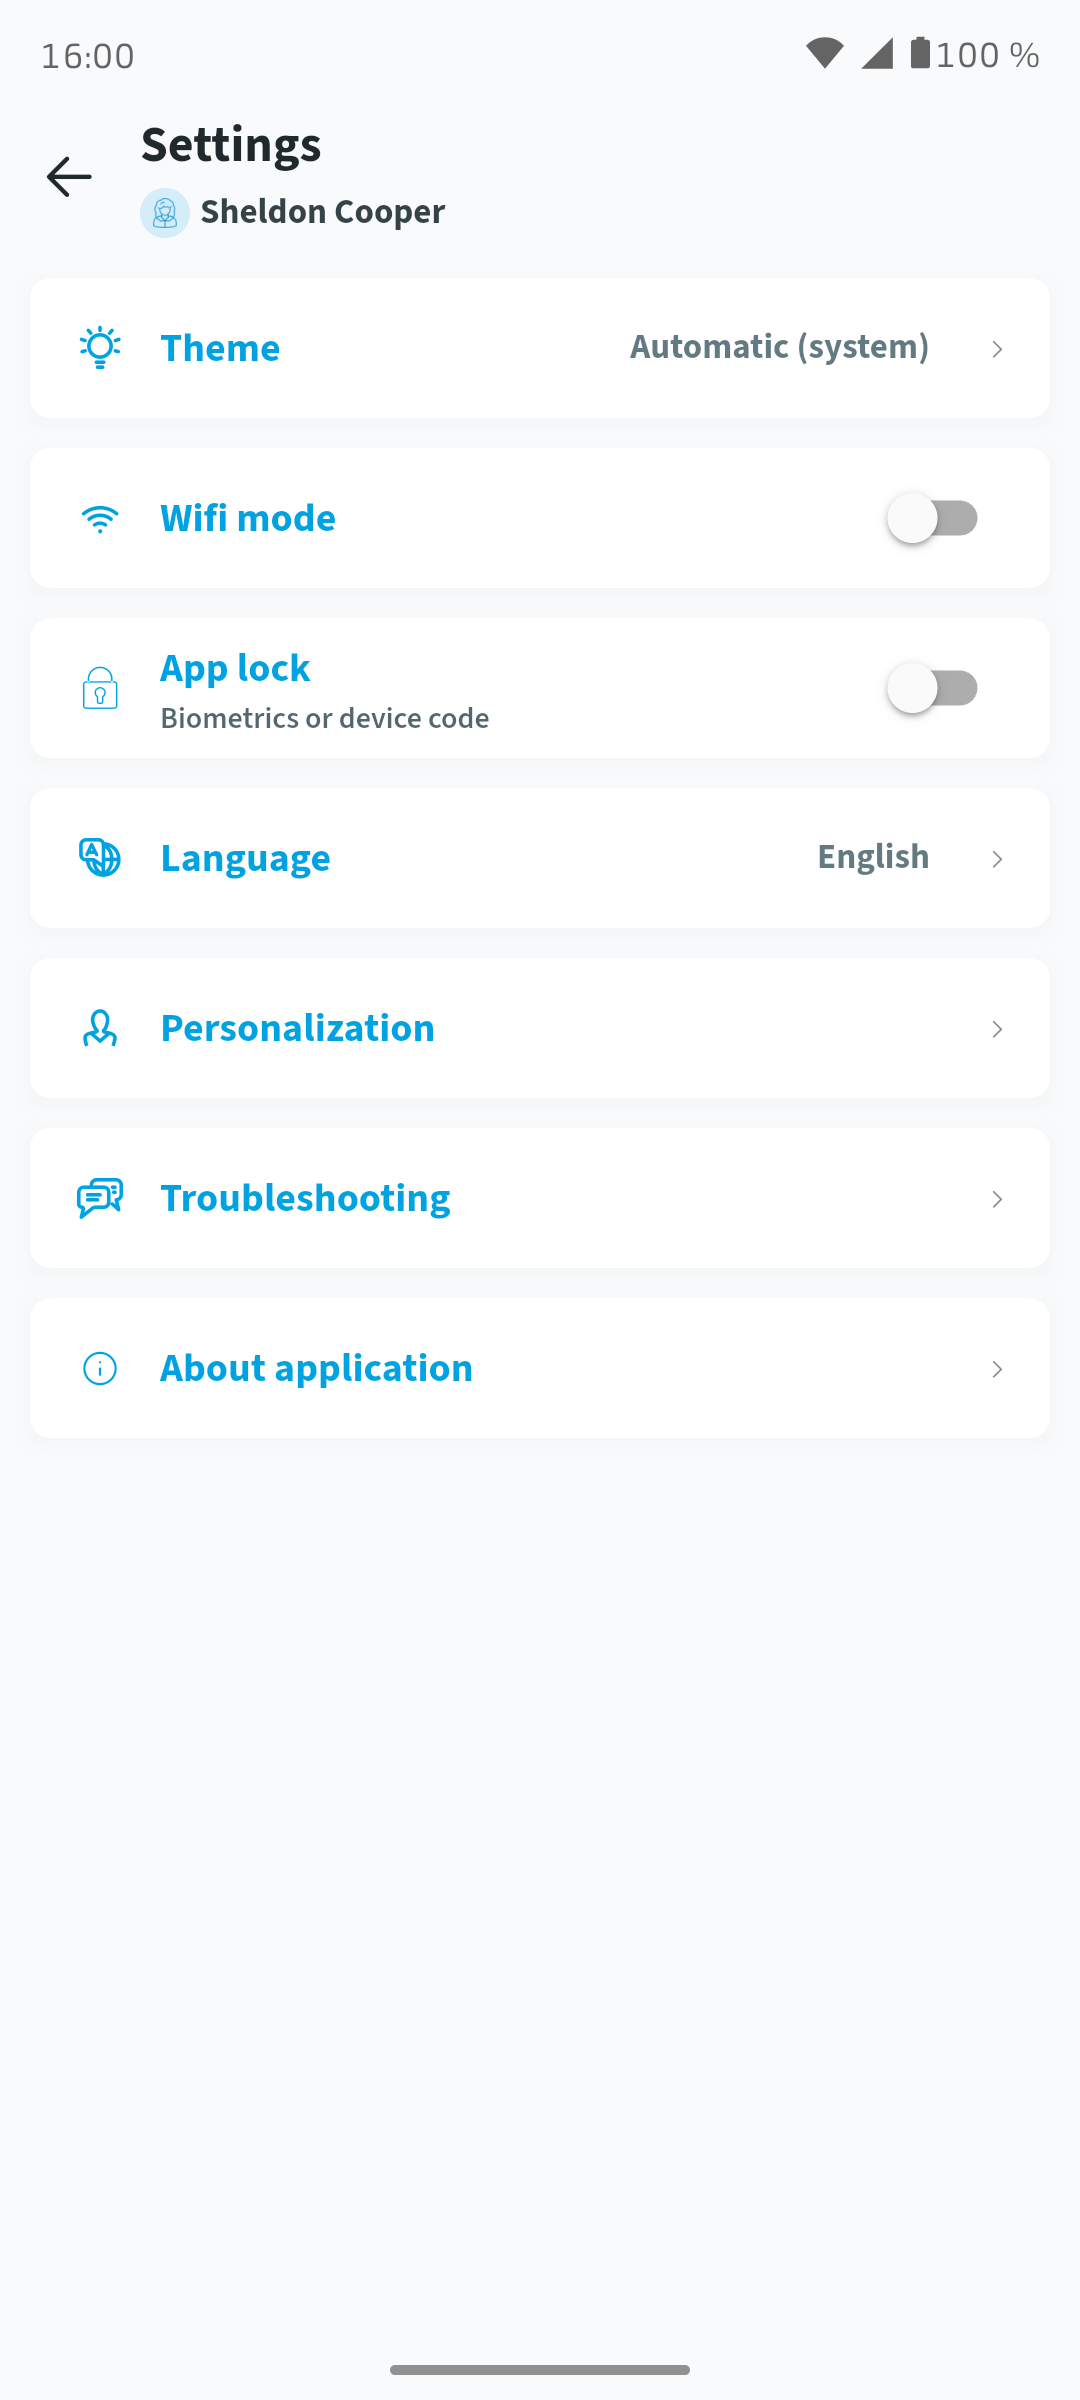 16:00
100 %
Settings
Sheldon Cooper
Theme
Automatic (system)
Wifi mode
App lock
Biometrics or device code
Language
English
Personalization
Troubleshooting
About application